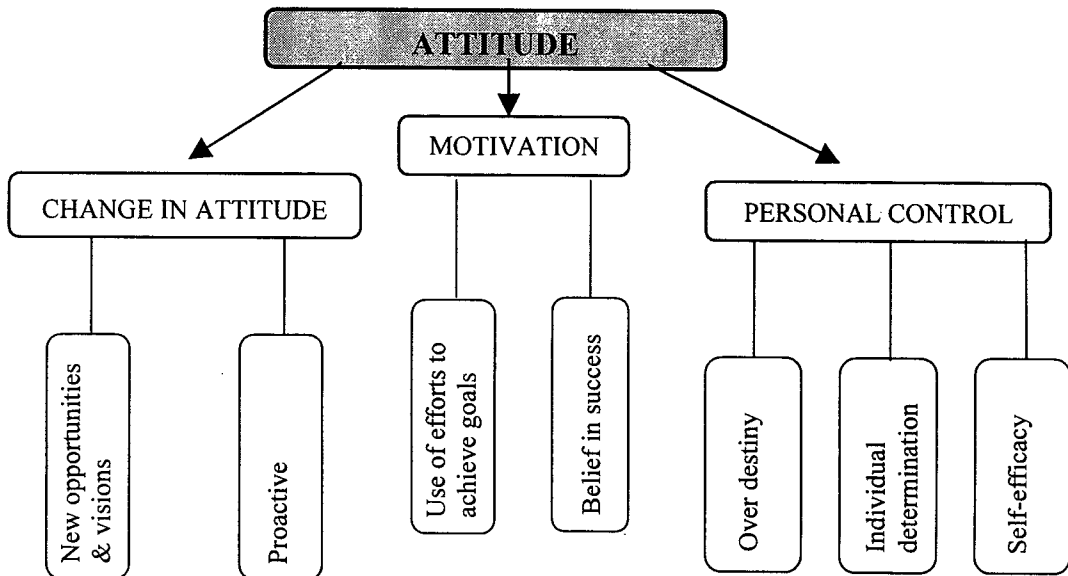 ATTITUDE
MOTIVATION
CHANGE IN ATTITUDE
PERSONAL CONTROL
New opportunities
& visions
Proactive
Use of efforts to
achieve goals
Belief in success
Over destiny
Individual
determination
Self-efficacy